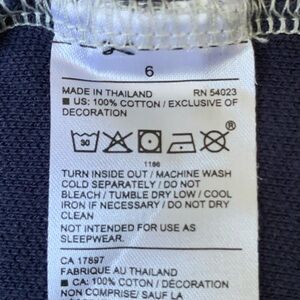 6
MADE IN THAILAND RN 54023
■ US: 100% COTTON / EXCLUSIVE OF
DECORATION
30 ®
1166
TURN INSIDE OUT / MACHINE WASH
COLD SEPARATELY / DO NOT
BLEACH / TUMBLE DRY LOW / COOL
IRON IF NECESSARY / DO NOT DRY
CLEAN
NOT INTENDED FOR USE AS
SLEEPWEAR.
CA 17897
FABRIQUE AU THAILAND
■ CA: 100% COTON / DÉCORATION
NON COMPRISE/ SAUF LA